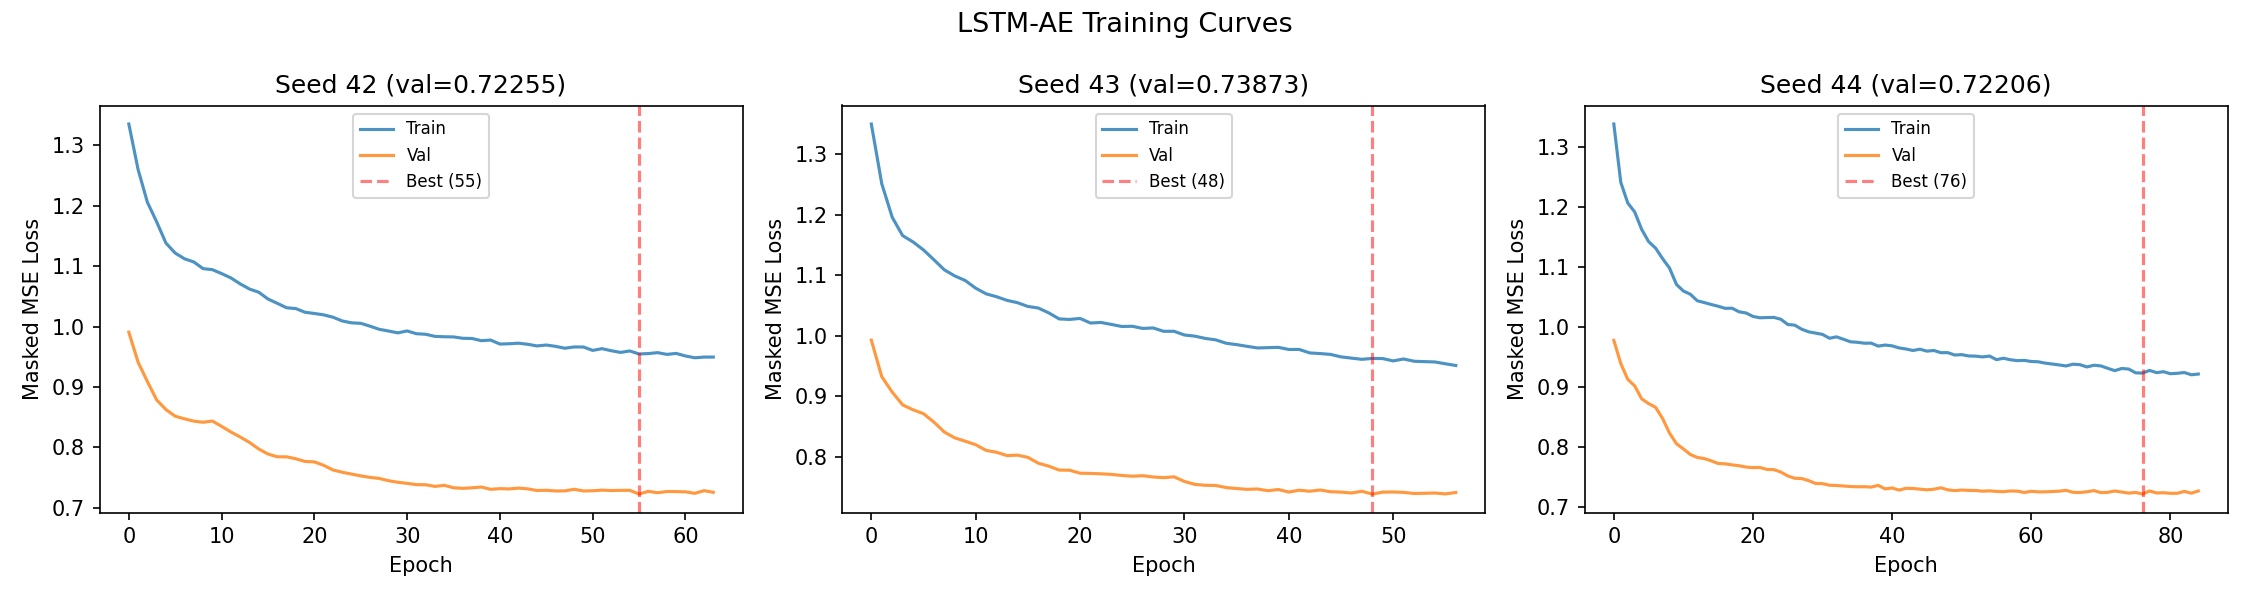 LSTM-AE Training Curves
Seed 42 (val=0.72255)
Masked MSE Loss
1.3
1.2
1.1
1.0
0.9
0.8
0.7
Train
Val
Best (55)
0 10 20 30 40 50 60
Epoch
Seed 43 (val=0.73873)
Masked MSE Loss
1.3
1.2
1.1
1.0
0.9
0.8
Train
Val
Best (48)
0 10 20 30 40 50
Epoch
Seed 44 (val=0.72206)
Masked MSE Loss
1.3
1.2
1.1
1.0
0.9
0.8
0.7
Train
Val
Best (76)
0 20 40 60 80
Epoch